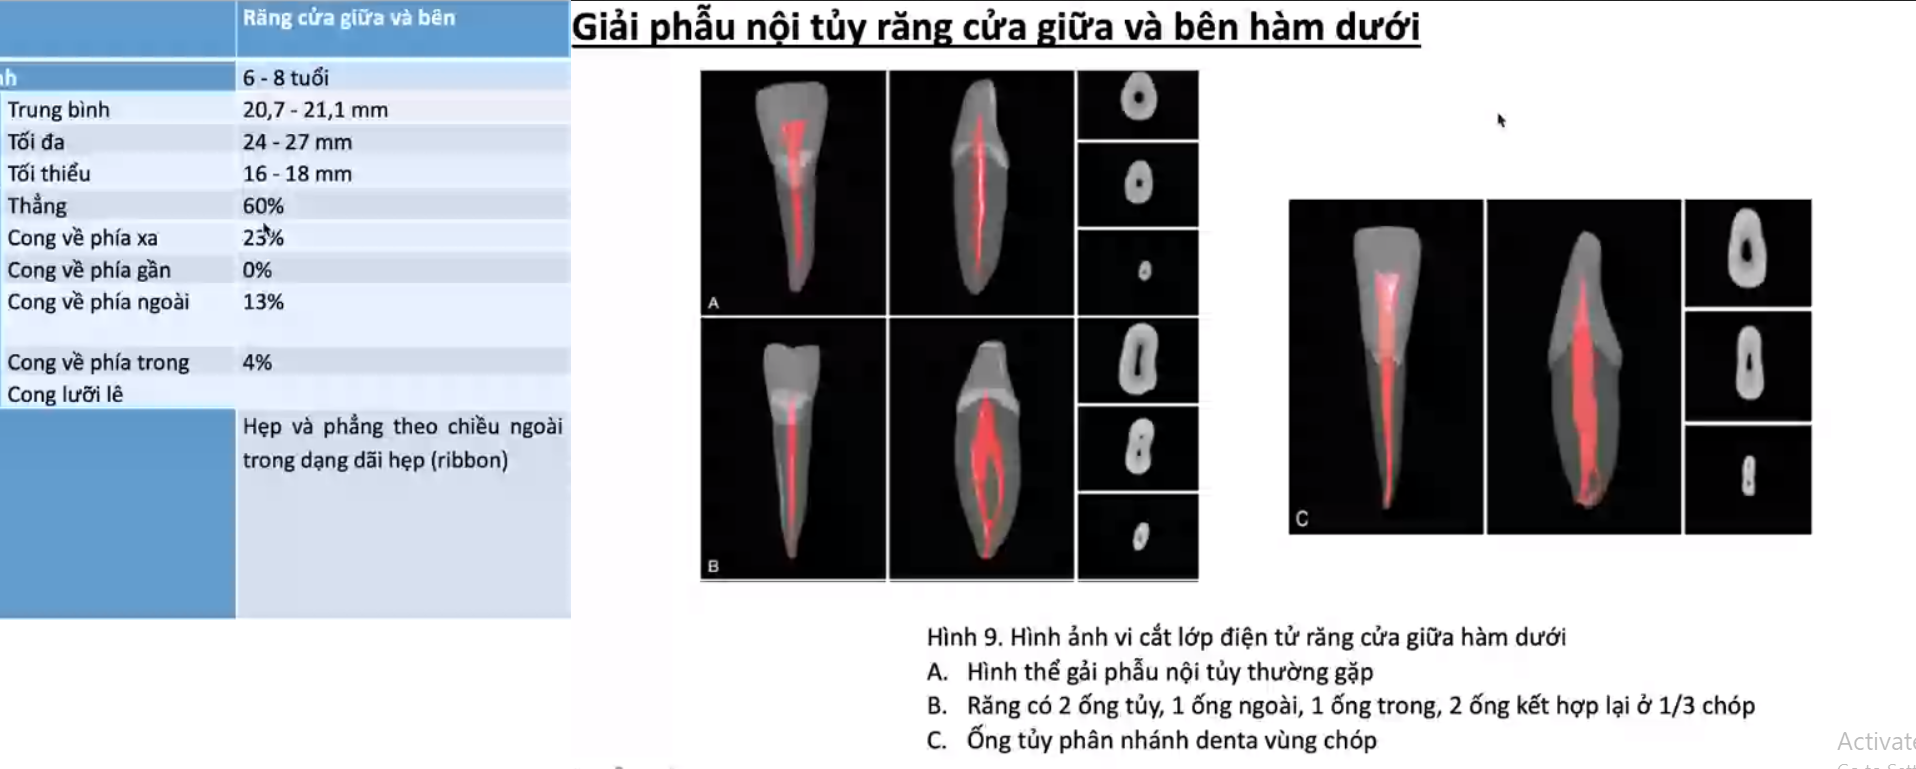 Răng cửa giữa và bên
6 - 8 tuổi
Trung bình 20,7 - 21,1 mm
Tối đa 24 - 27 mm
Tối thiểu 16 - 18 mm
Thẳng 60%
Cong về phía xa 23%
Cong về phía gần 0%
Cong về phía ngoài 13%
Cong về phía trong 4%
Cong lưỡi lê
Hẹp và phẳng theo chiều ngoài
trong dạng dãi hẹp (ribbon)
Giải phẫu nội tủy răng cửa giữa và bên hàm dưới
A
B
C
Hình 9. Hình ảnh vi cắt lớp điện tử răng cửa giữa hàm dưới
A. Hình thể gải phẫu nội tủy thường gặp
B. Răng có 2 ống tủy, 1 ống ngoài, 1 ống trong, 2 ống kết hợp lại ở 1/3 chóp
C. Ống tủy phân nhánh denta vùng chóp
Activate